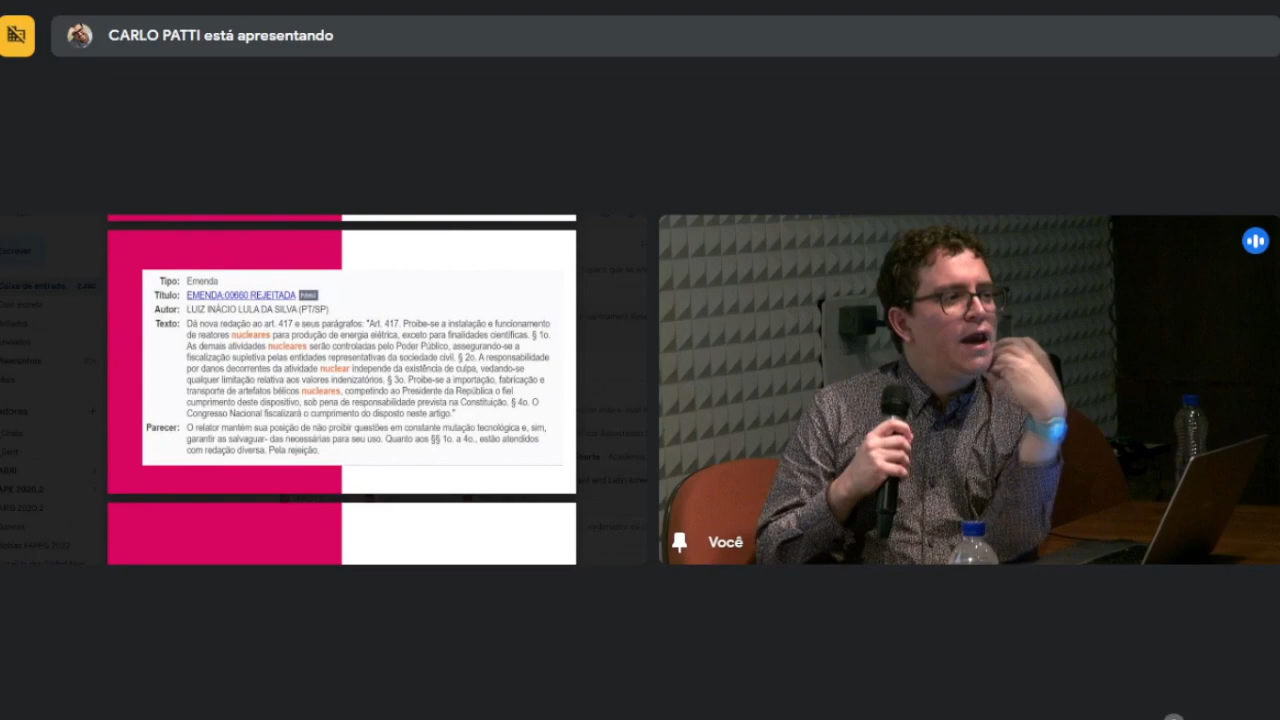 CARLO PATTI está apresentando
Tipo: Emenda
Título: EMENDA:00660 REJEITADA
Autor: LUIZ INÁCIO LULA DA SILVA (PT/SP)
Texto: Dá nova redação ao art. 417 e seus parágrafos: "Art. 417. Proibe-se a instalação e funcionamento
de reatores nucleares para produção de energia elétrica, exceto para finalidades científicas. § 1o.
As demais atividades nucleares serão controladas pelo Poder Público, assegurando-se a
fiscalização supletiva pelas entidades representativas da sociedade civil. § 2o. A responsabilidade
por danos decorrentes da atividade nuclear independe da existência de culpa, vedando-se
qualquer limitação relativa aos valores indenizatórios. § 3o. Proibe-se a importação, fabricação e
transporte de artefatos bélicos nucleares, competindo ao Presidente da República o fiel
cumprimento deste dispositivo, sob pena de responsabilidade prevista na Constituição. § 4o. O
Congresso Nacional fiscalizará o cumprimento do disposto neste artigo."
Parecer: O relator mantém sua posição de não proibir questões em constante mutação tecnológica e, sim,
garantir as salvaguar- das necessárias para seu uso. Quanto aos §§ 1o. a 4o., estão atendidos
com redação diversa. Pela rejeição.
Escrever
Caixa de entrada
Você